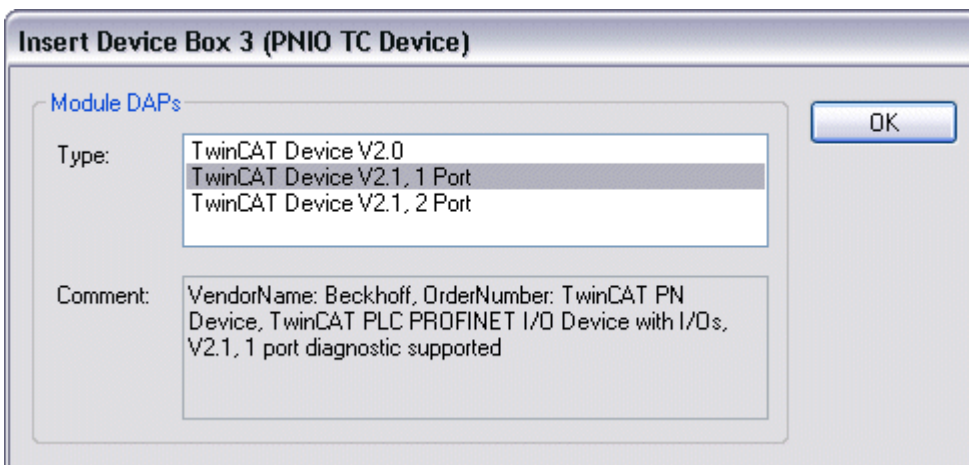 Insert Device Box 3 (PNIO TC Device)
Module DAPs
OK
Type:
TwinCAT Device V2.0
TwinCAT Device V2.1, 1 Port
TwinCAT Device V2.1, 2 Port
Comment:
VendorName: Beckhoff, OrderNumber: TwinCAT PN
Device, TwinCAT PLC PROFINET I/O Device with I/Os,
V2.1, 1 port diagnostic supported